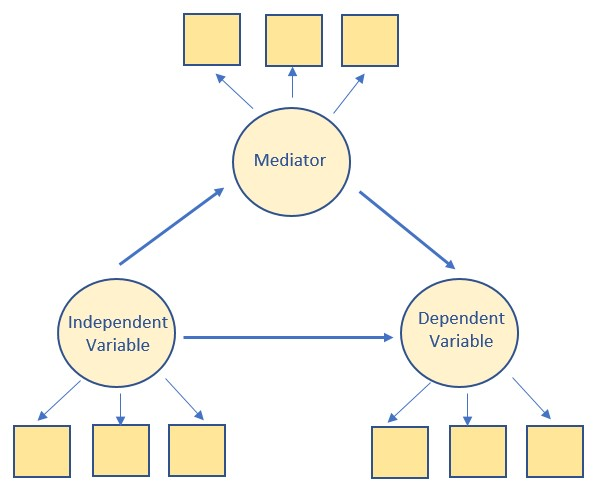 Mediator
Independent
Variable
Dependent
Variable